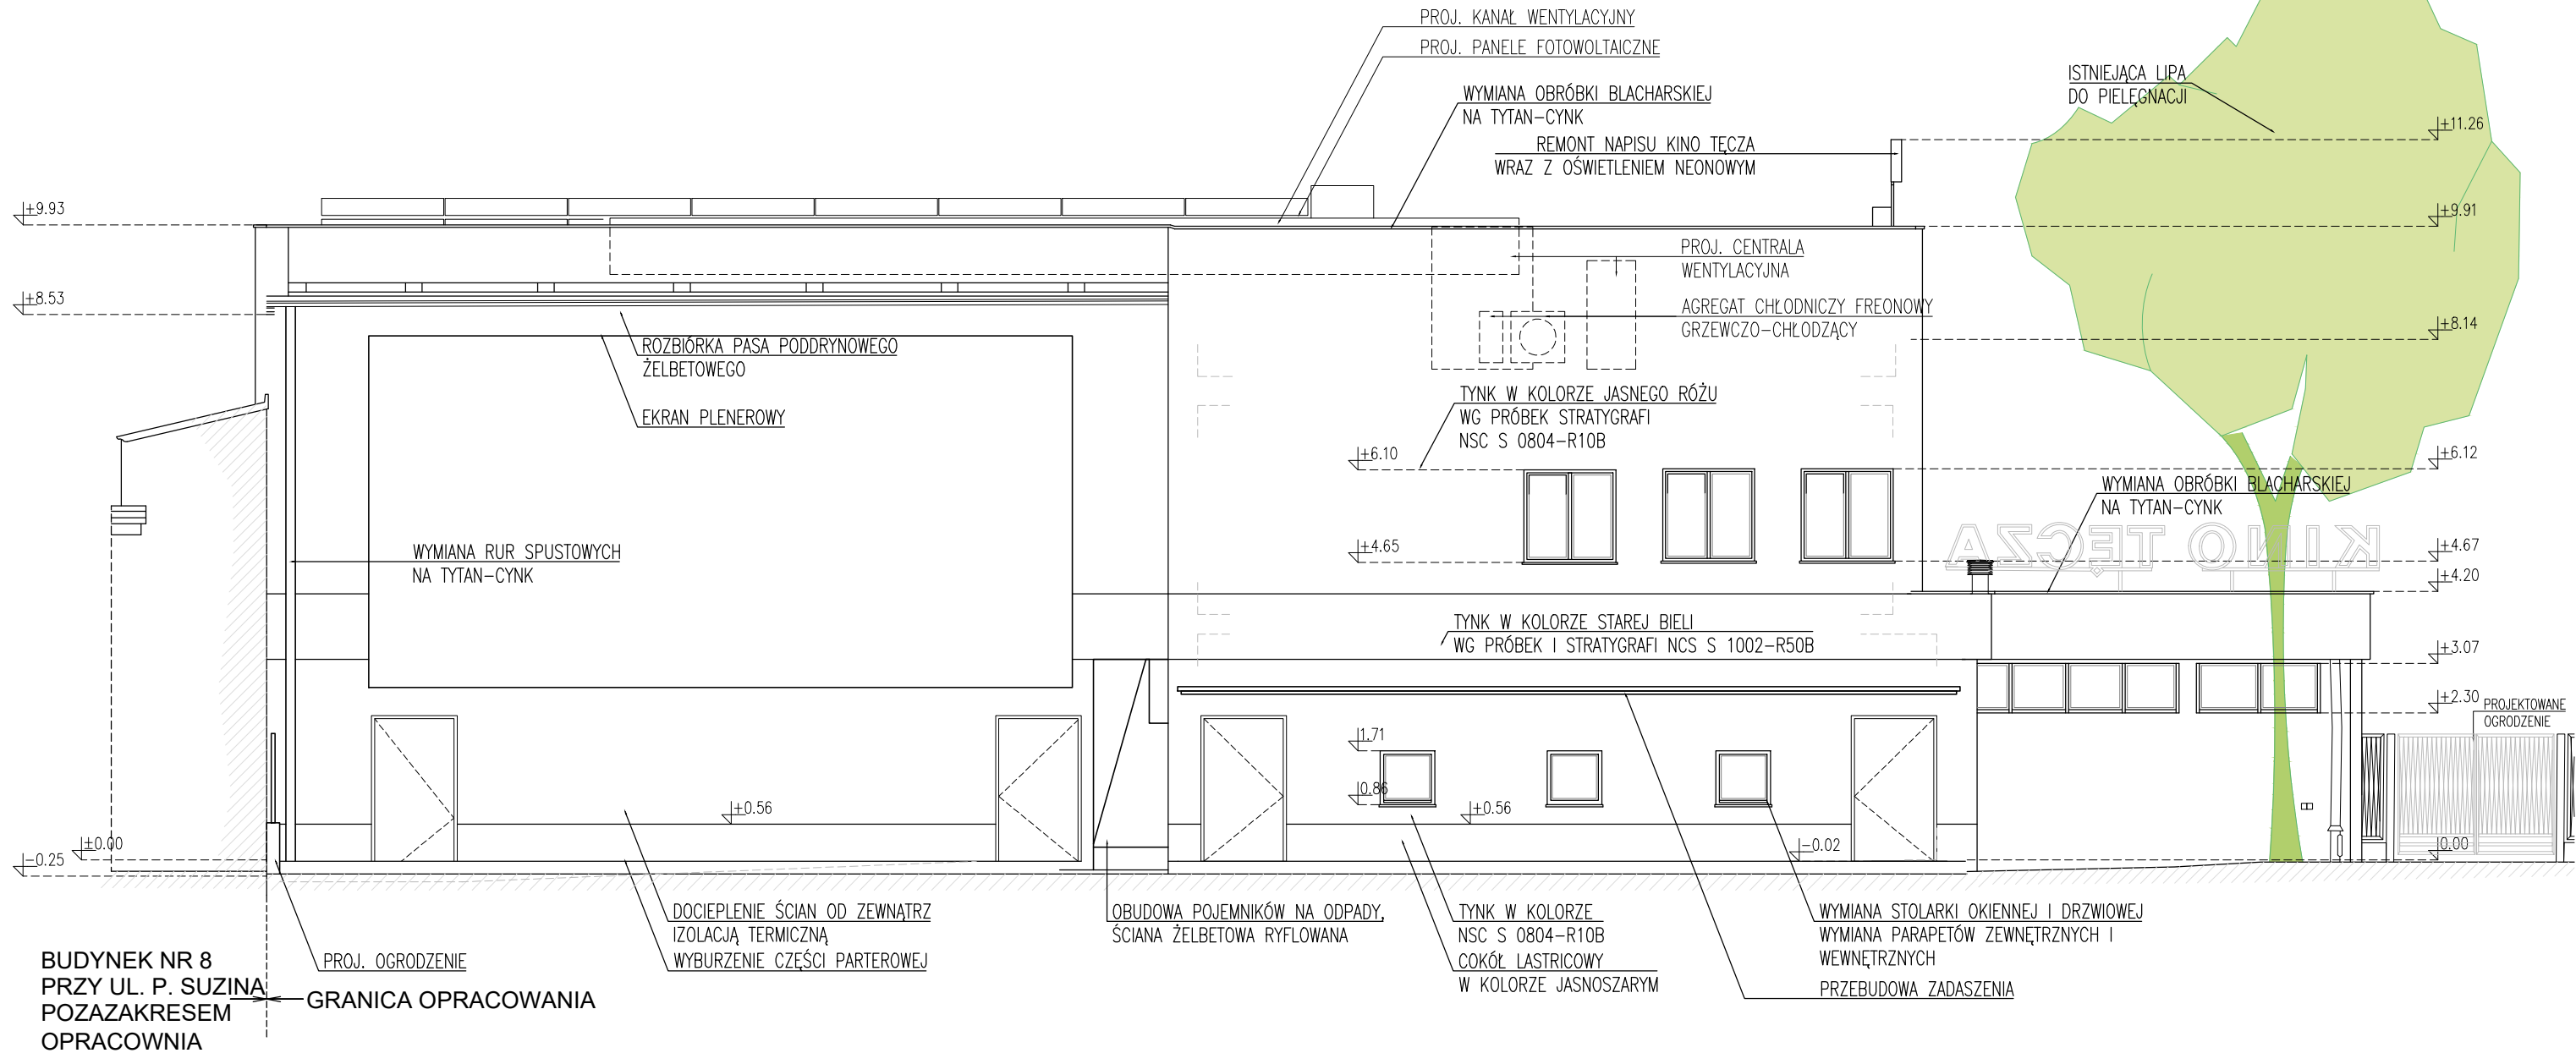 PROJ. KANAŁ WENTYLACYJNY
PROJ. PANELE FOTOWOLTAICZNE
ISTNIEJĄCA LIPA
DO PIELĘGNACJI
WYMIANA OBRÓBKI BLACHARSKIEJ
NA TYTAN-CYNK
+11.26
REMONT NAPISU KINO TĘCZA
WRAZ Z OŚWIETLENIEM NEONOWYM
+9.93
+9.91
PROJ. CENTRALA
WENTYLACYJNA
+8.53
AGREGAT CHŁODNICZY FREONOWY
GRZEWCZO-CHŁODZĄCY
+8.14
ROZBIÓRKA PASA PODDRYNOWEGO
ŻELBETOWEGO
EKRAN PLENEROWY
TYNK W KOLORZE JASNEGO RÓŻU
WG PRÓBEK STRATYGRAFI
NSC S 0804-R10B
+6.10
+6.12
WYMIANA OBRÓBKI BLACHARSKIEJ
NA TYTAN-CYNK
KINO TĘCZA
WYMIANA RUR SPUSTOWYCH
NA TYTAN-CYNK
+4.65
+4.67
+4.20
TYNK W KOLORZE STAREJ BIELI
WG PRÓBEK I STRATYGRAFI NCS S 1002-R50B
+3.07
+2.30
PROJEKTOWANE
OGRODZENIE
1.71
0.86
+0.56
+0.56
±0.00
-0.25
-0.02
0.00
DOCIEPLENIE ŚCIAN OD ZEWNĄTRZ
IZOLACJĄ TERMICZNĄ
WYBURZENIE CZĘŚCI PARTEROWEJ
OBUDOWA POJEMNIKÓW NA ODPADY,
ŚCIANA ŻELBETOWA RYFLOWANA
TYNK W KOLORZE
NSC S 0804-R10B
COKÓŁ LASTRICOWY
W KOLORZE JASNOSZARYM
WYMIANA STOLARKI OKIENNEJ I DRZWIOWEJ
WYMIANA PARAPETÓW ZEWNĘTRZNYCH I
WEWNĘTRZNYCH
PRZEBUDOWA ZADASZENIA
PROJ. OGRODZENIE
BUDYNEK NR 8
PRZY UL. P. SUZINA
POZAZAKRESEM
OPRACOWNIA
GRANICA OPRACOWANIA